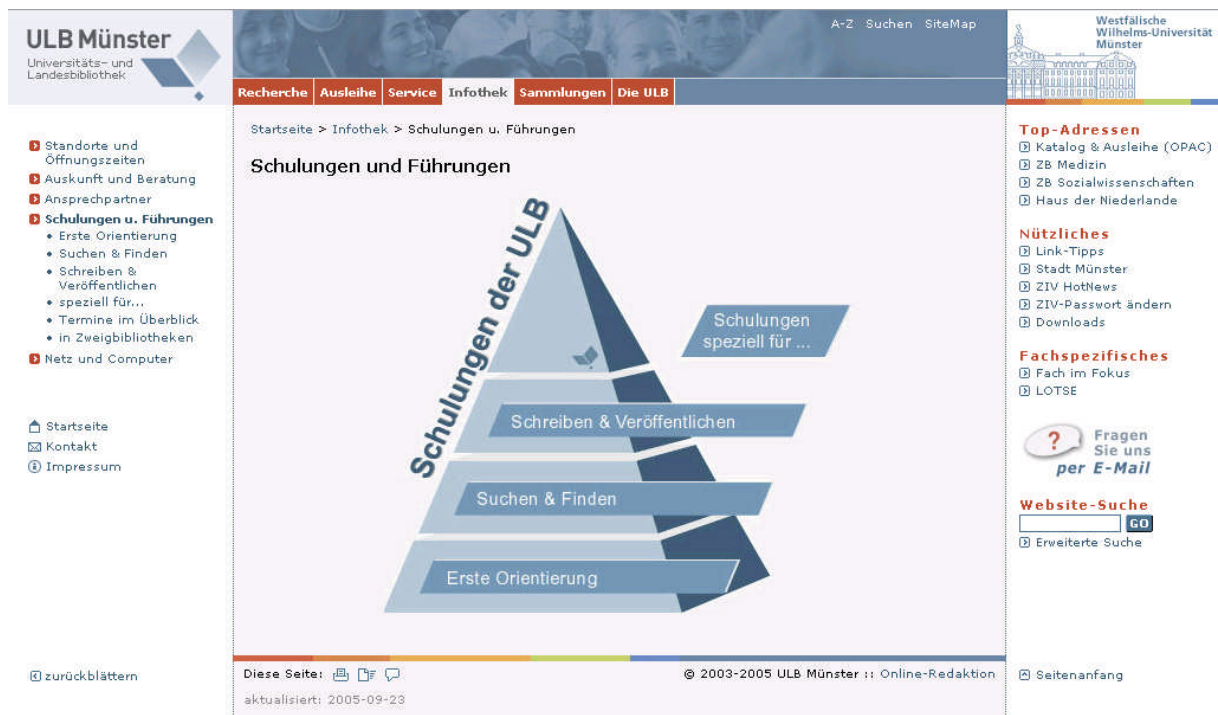 ULB Münster
Universitäts- und
Landesbibliothek
A-Z Suchen SiteMap
Westfälische
Wilhelms-Universität
Münster
Recherche Ausleihe Service Infothek Sammlungen Die ULB
Standorte und
Öffnungszeiten
Auskunft und Beratung
Ansprechpartner
Schulungen u. Führungen
• Erste Orientierung
• Suchen & Finden
• Schreiben &
Veröffentlichen
• speziell für...
• Termine im Überblick
• in Zweigbibliotheken
Netz und Computer
Startseite
Kontakt
Impressum
zurückblättern
Startseite > Infothek > Schulungen u. Führungen
Schulungen und Führungen
Schulungen der ULB
Schulungen
speziell für ...
Schreiben & Veröffentlichen
Suchen & Finden
Erste Orientierung
Diese Seite:
© 2003-2005 ULB Münster :: Online-Redaktion
aktualisiert: 2005-09-23
Top-Adressen
Katalog & Ausleihe (OPAC)
ZB Medizin
ZB Sozialwissenschaften
Haus der Niederlande
Nützliches
Link-Tipps
Stadt Münster
ZIV HotNews
ZIV-Passwort ändern
Downloads
Fachspezifisches
Fach im Fokus
LOTSE
? Fragen
Sie uns
per E-Mail
Website-Suche
GO
Erweiterte Suche
Seitenanfang